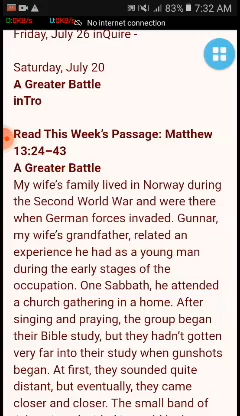 83% 7:32 AM
D:0KB/s U:0KB/s No internet connection
Friday, July 26 inQuire -
Saturday, July 20
A Greater Battle
inTro
Read This Week's Passage: Matthew
13:24–43
A Greater Battle
My wife's family lived in Norway during
the Second World War and were there
when German forces invaded. Gunnar,
my wife's grandfather, related an
experience he had as a young man
during the early stages of the
occupation. One Sabbath, he attended
a church gathering in a home. After
singing and praying, the group began
their Bible study, but they hadn't gotten
very far into their study when gunshots
began. At first, they sounded quite
distant, but eventually, they came
closer and closer. The small band of